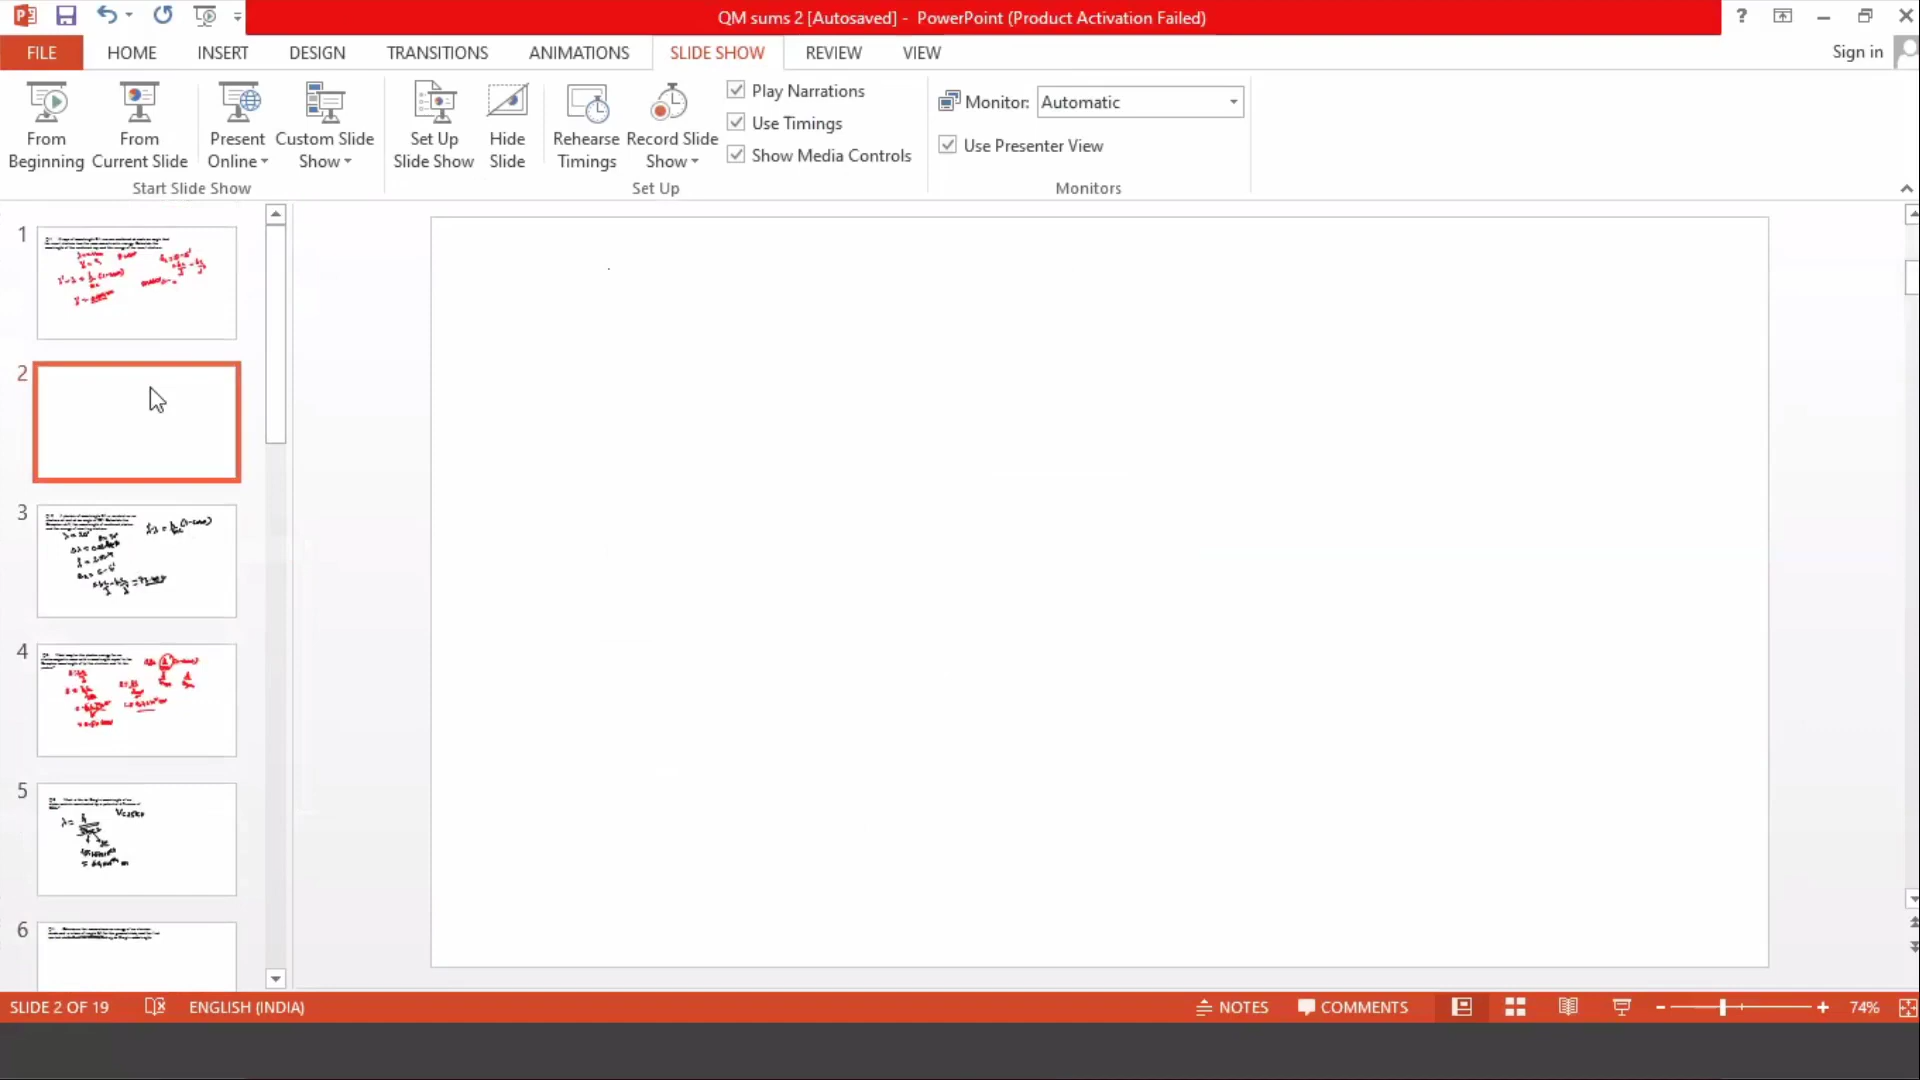 QM sums 2 [Autosaved] - PowerPoint (Product Activation Failed)
?
FILE HOME INSERT DESIGN TRANSITIONS ANIMATIONS SLIDE SHOW REVIEW VIEW
Sign in
From Beginning
From Current Slide
Present Online
Custom Slide Show
Set Up Slide Show
Hide Slide
Rehearse Timings
Record Slide Show
Play Narrations
Use Timings
Show Media Controls
Monitor: Automatic
Use Presenter View
Start Slide Show
Set Up
Monitors
1
2
3
4
5
6
SLIDE 2 OF 19 ENGLISH (INDIA) NOTES COMMENTS 74%